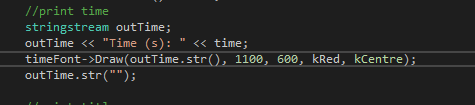 //print time
stringstream outTime;
outTime << "Time (s): " << time;
timeFont->Draw(outTime.str(), 1100, 600, kRed, kCentre);
outTime.str("");